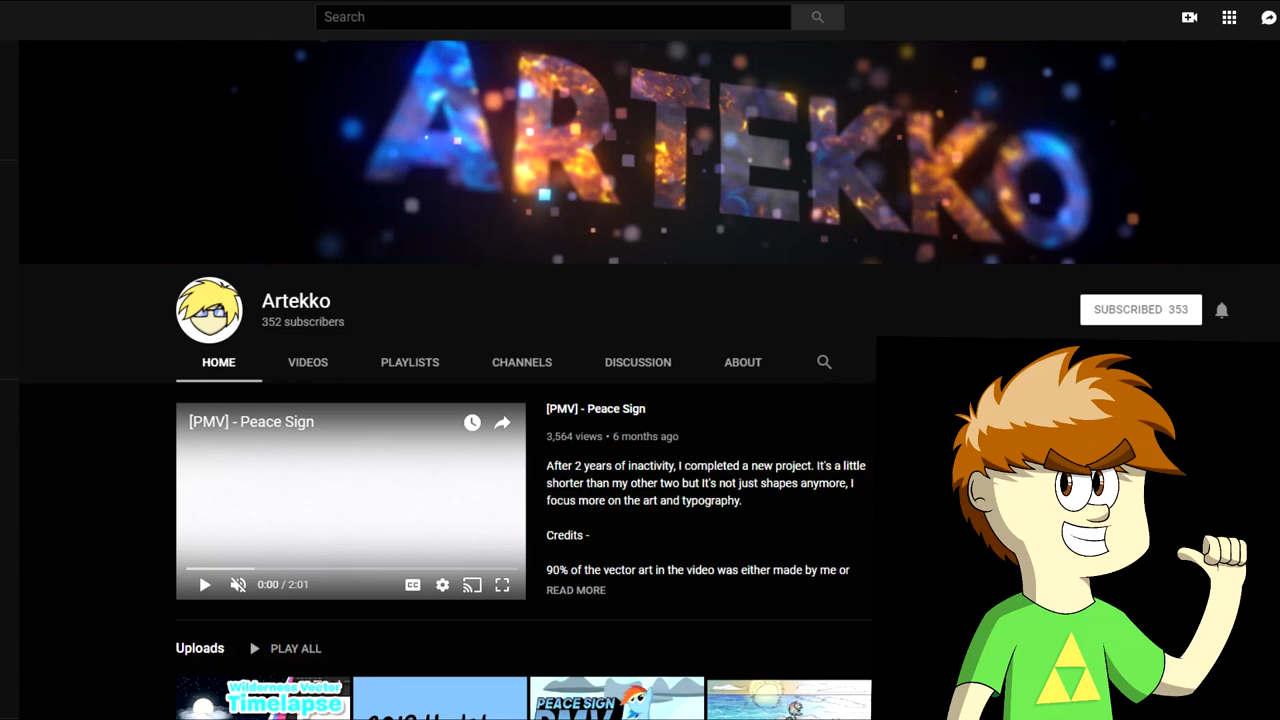 Search
ARTEKKO
Artekko
352 subscribers
SUBSCRIBED 353
HOME VIDEOS PLAYLISTS CHANNELS DISCUSSION ABOUT
[PMV] - Peace Sign
0:00 / 2:01
CC
[PMV] - Peace Sign
3,564 views • 6 months ago
After 2 years of inactivity, I completed a new project. It's a little
shorter than my other two but It's not just shapes anymore, I
focus more on the art and typography.
Credits -
90% of the vector art in the video was either made by me or
READ MORE
Uploads PLAY ALL
Wilderness Vector
Timelapse
PEACE SIGN
PMV